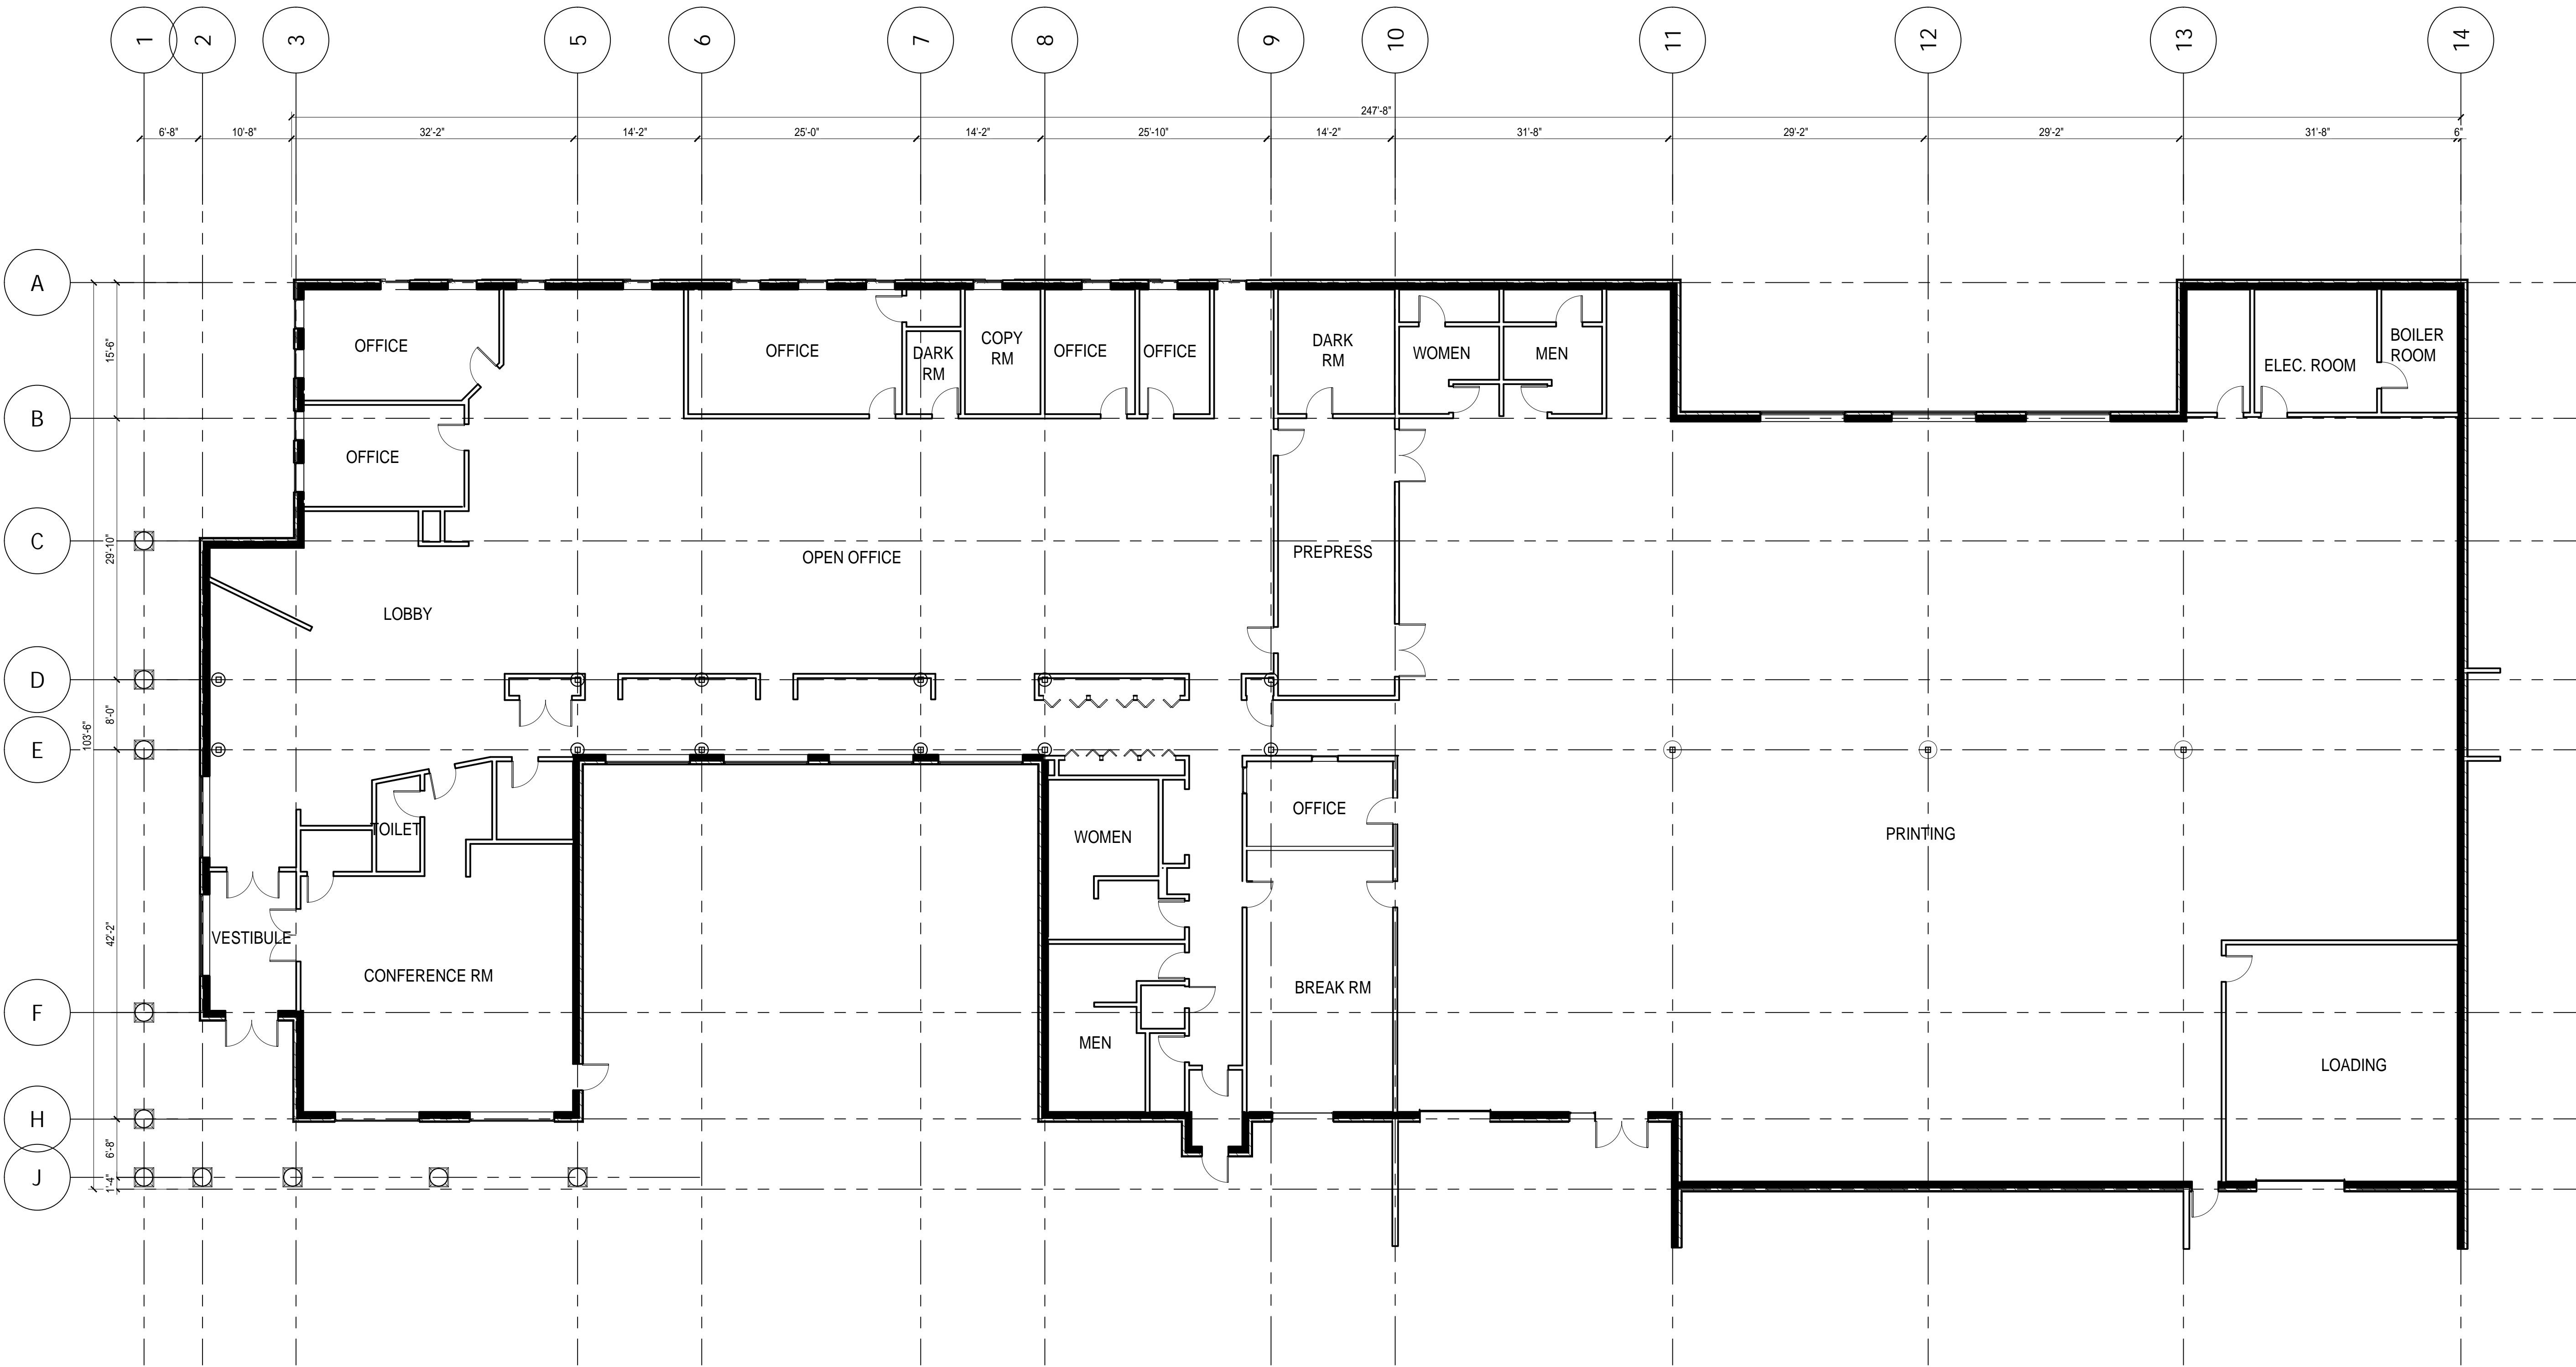 1
2
3
5
6
7
8
9
10
11
12
13
14
247'-8"
6'-8"
10'-8"
32'-2"
14'-2"
25'-0"
14'-2"
25'-10"
14'-2"
31'-8"
29'-2"
29'-2"
31'-8"
6"
A
15'-6"
OFFICE
OFFICE
DARK
RM
COPY
RM
OFFICE
OFFICE
DARK
RM
WOMEN
MEN
ELEC. ROOM
BOILER
ROOM
B
OFFICE
C
29'-10"
OPEN OFFICE
PREPRESS
LOBBY
D
8'-0"
103'-6"
E
TOILET
WOMEN
OFFICE
PRINTING
42'-2"
VESTIBULE
CONFERENCE RM
BREAK RM
F
MEN
LOADING
H
6'-8"
J
1'-4"